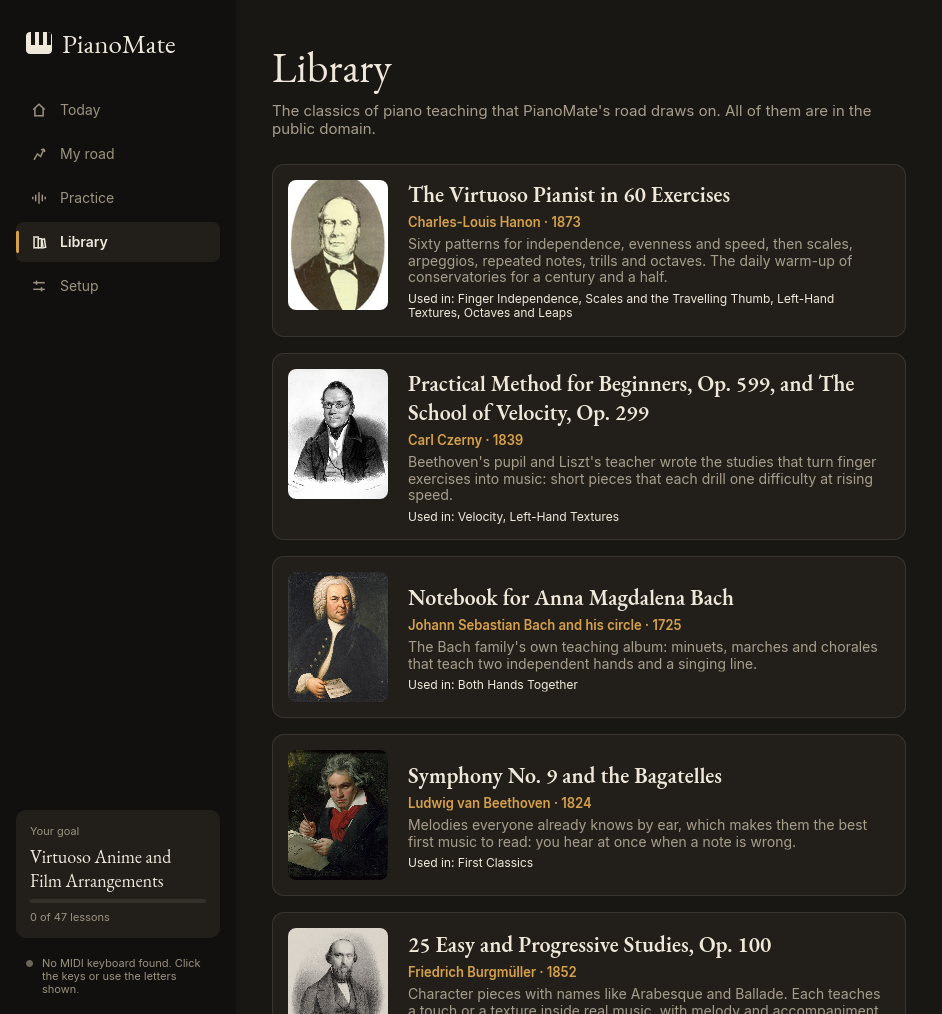 PianoMate
Today
My road
Practice
Library
Setup
Your goal
Virtuoso Anime and
Film Arrangements
0 of 47 lessons
No MIDI keyboard found. Click
the keys or use the letters
shown.
Library
The classics of piano teaching that PianoMate's road draws on. All of them are in the
public domain.
The Virtuoso Pianist in 60 Exercises
Charles-Louis Hanon · 1873
Sixty patterns for independence, evenness and speed, then scales,
arpeggios, repeated notes, trills and octaves. The daily warm-up of
conservatories for a century and a half.
Used in: Finger Independence, Scales and the Travelling Thumb, Left-Hand
Textures, Octaves and Leaps
Practical Method for Beginners, Op. 599, and The
School of Velocity, Op. 299
Carl Czerny · 1839
Beethoven's pupil and Liszt's teacher wrote the studies that turn finger
exercises into music: short pieces that each drill one difficulty at rising
speed.
Used in: Velocity, Left-Hand Textures
Notebook for Anna Magdalena Bach
Johann Sebastian Bach and his circle · 1725
The Bach family's own teaching album: minuets, marches and chorales
that teach two independent hands and a singing line.
Used in: Both Hands Together
Symphony No. 9 and the Bagatelles
Ludwig van Beethoven · 1824
Melodies everyone already knows by ear, which makes them the best
first music to read: you hear at once when a note is wrong.
Used in: First Classics
25 Easy and Progressive Studies, Op. 100
Friedrich Burgmüller · 1852
Character pieces with names like Arabesque and Ballade. Each teaches
a touch or a texture inside real music, with melody and accompaniment